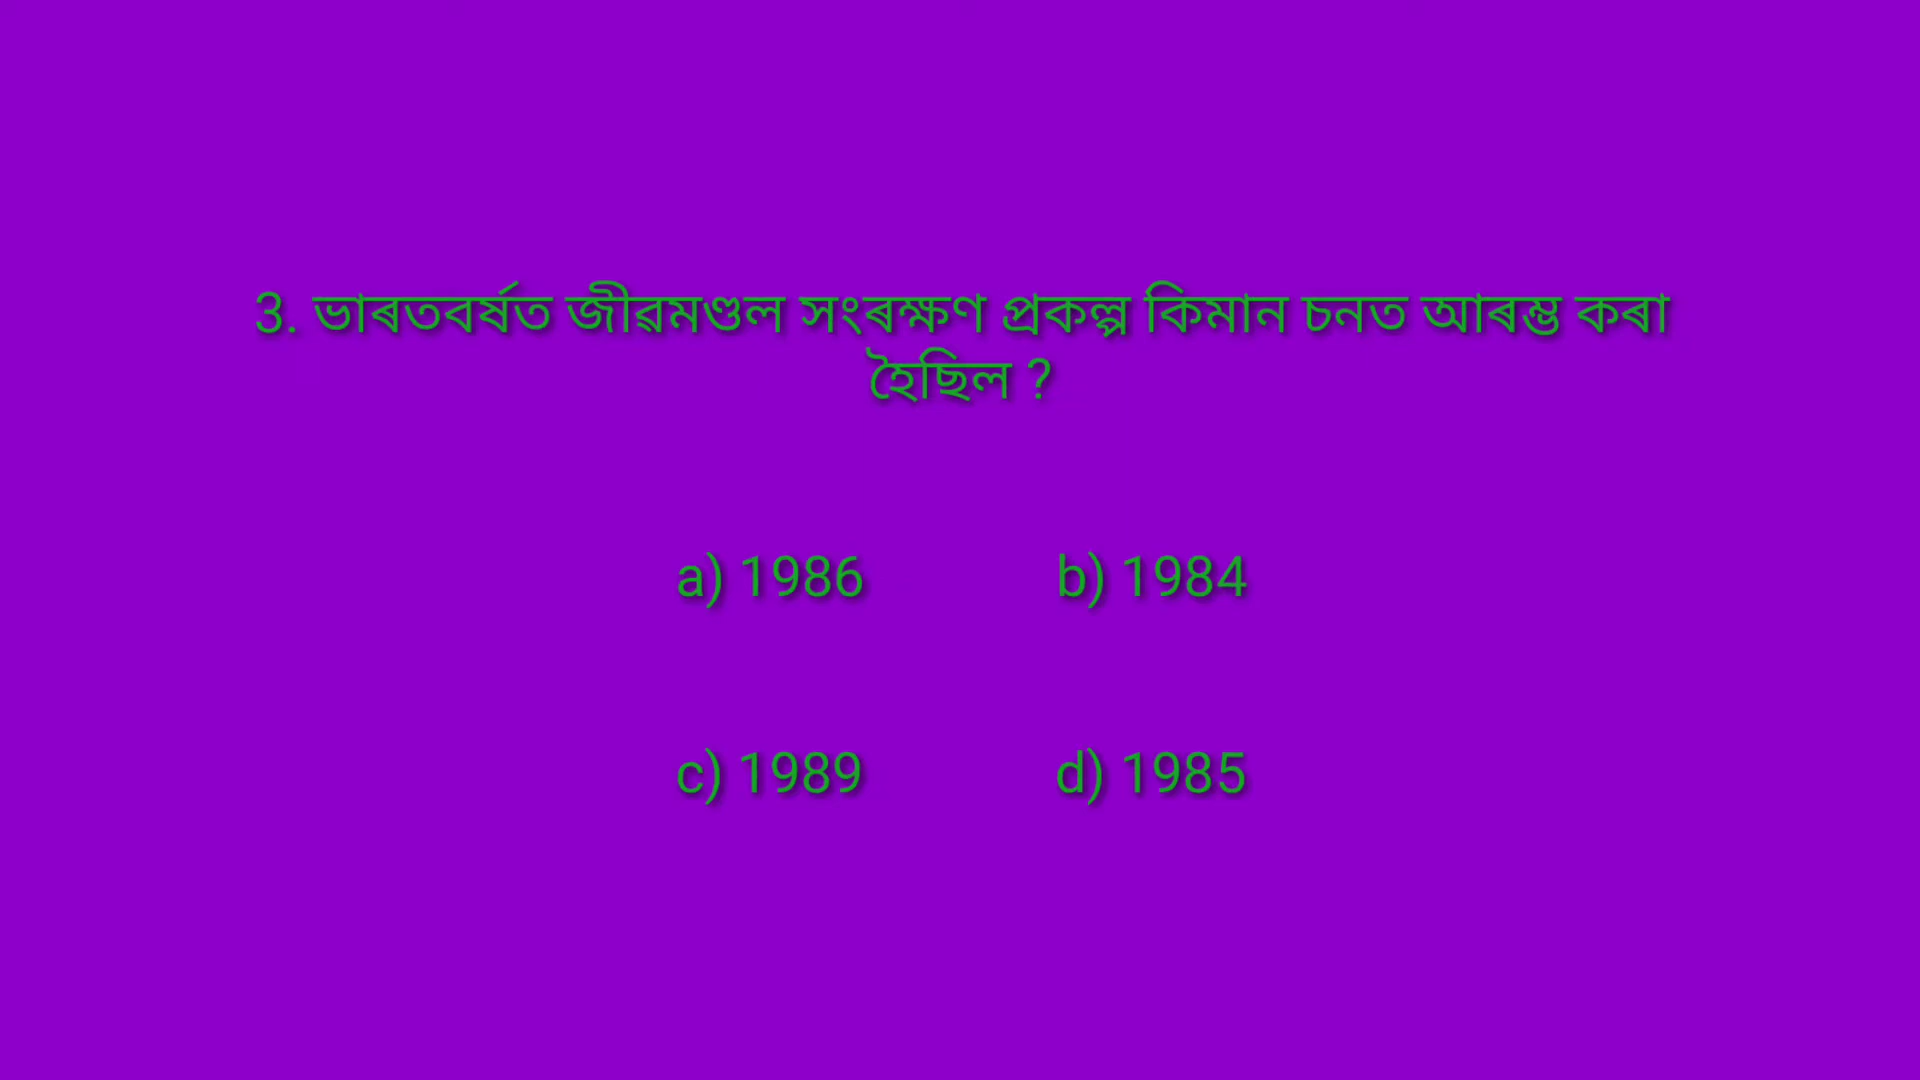 3. ভাৰতবৰ্ষত জীৱমণ্ডল সংৰক্ষণ প্ৰকল্প কিমান চনত আৰম্ভ কৰা
হৈছিল ?
a) 1986 b) 1984
c) 1989 d) 1985